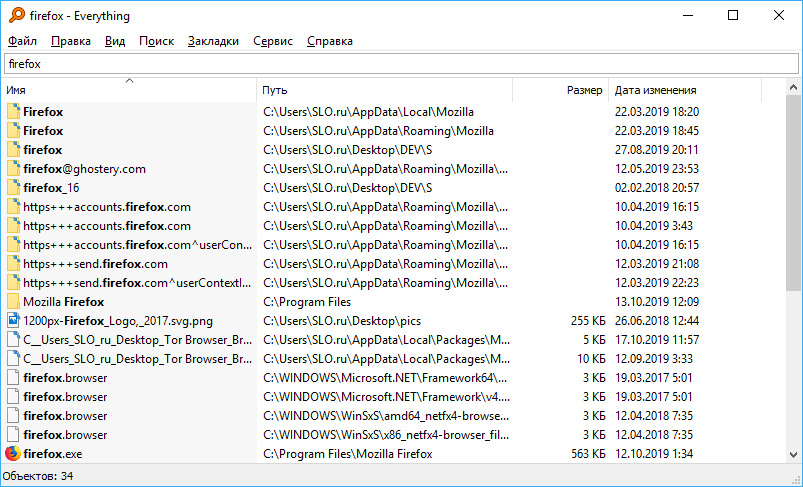 firefox - Everything
Файл Правка Вид Поиск Закладки Сервис Справка
firefox
Имя Путь Размер Дата изменения
Firefox C:\Users\SLO.ru\AppData\Local\Mozilla 22.03.2019 18:20
Firefox C:\Users\SLO.ru\AppData\Roaming\Mozilla 22.03.2019 18:45
firefox C:\Users\SLO.ru\Desktop\DEV\S 27.08.2019 20:11
firefox@ghostery.com C:\Users\SLO.ru\AppData\Roaming\Mozilla\... 12.05.2019 23:53
firefox_16 C:\Users\SLO.ru\Desktop\DEV\S 02.02.2018 20:57
https+++accounts.firefox.com C:\Users\SLO.ru\AppData\Roaming\Mozilla\... 10.04.2019 16:15
https+++accounts.firefox.com C:\Users\SLO.ru\AppData\Roaming\Mozilla\... 10.04.2019 3:43
https+++accounts.firefox.com^userCon... C:\Users\SLO.ru\AppData\Roaming\Mozilla\... 10.04.2019 16:15
https+++send.firefox.com C:\Users\SLO.ru\AppData\Roaming\Mozilla\... 12.03.2019 21:08
https+++send.firefox.com^userContextI... C:\Users\SLO.ru\AppData\Roaming\Mozilla\... 12.03.2019 22:23
Mozilla Firefox C:\Program Files 13.10.2019 12:09
1200px-Firefox_Logo,_2017.svg.png C:\Users\SLO.ru\Desktop\pics 255 КБ 26.06.2018 12:44
C__Users_SLO_ru_Desktop_Tor Browser_Br... C:\Users\SLO.ru\AppData\Local\Packages\M... 5 КБ 17.10.2019 11:57
C__Users_SLO_ru_Desktop_Tor Browser_Br... C:\Users\SLO.ru\AppData\Local\Packages\M... 10 КБ 12.09.2019 3:33
firefox.browser C:\WINDOWS\Microsoft.NET\Framework64\... 3 КБ 19.03.2017 5:01
firefox.browser C:\WINDOWS\Microsoft.NET\Framework\v4.... 3 КБ 19.03.2017 5:01
firefox.browser C:\WINDOWS\WinSxS\amd64_netfx4-browse... 3 КБ 12.04.2018 7:35
firefox.browser C:\WINDOWS\WinSxS\x86_netfx4-browser_fil... 3 КБ 12.04.2018 7:35
firefox.exe C:\Program Files\Mozilla Firefox 563 КБ 12.10.2019 1:34
Объектов: 34